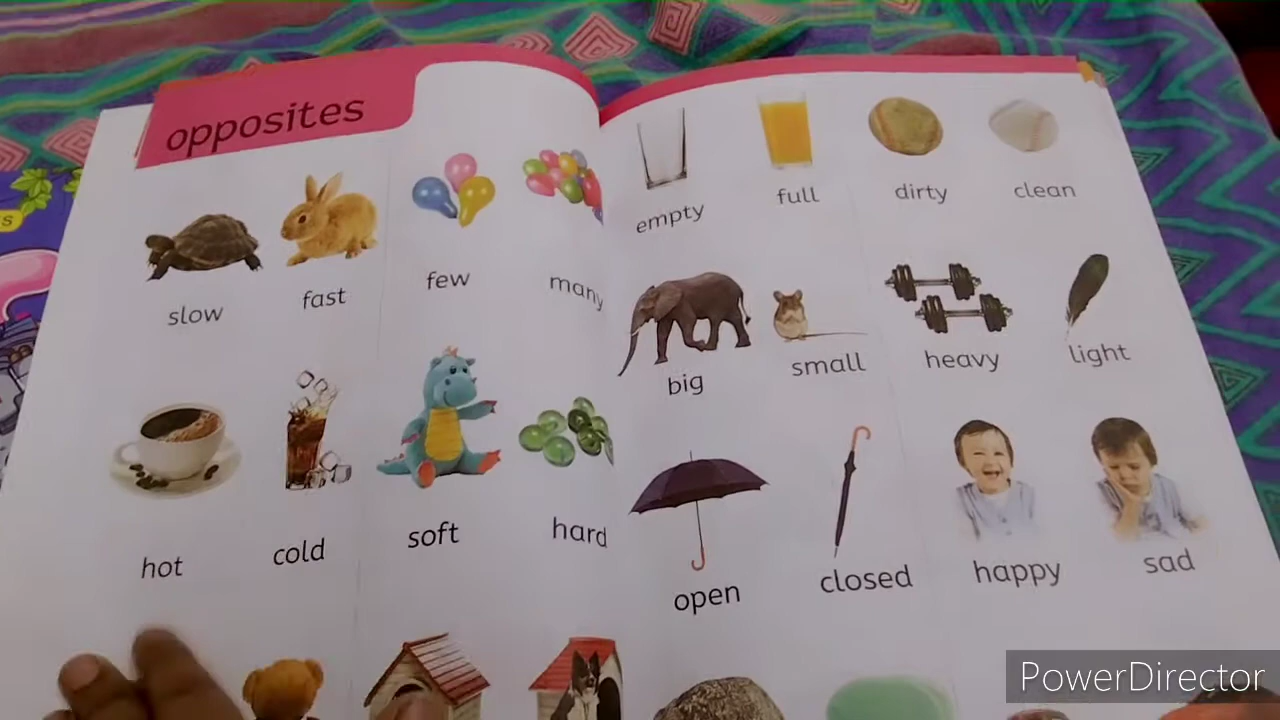 opposites
slow
fast
few
many
hot
cold
soft
hard
empty
full
dirty
clean
big
small
heavy
light
open
closed
happy
sad
PowerDirector